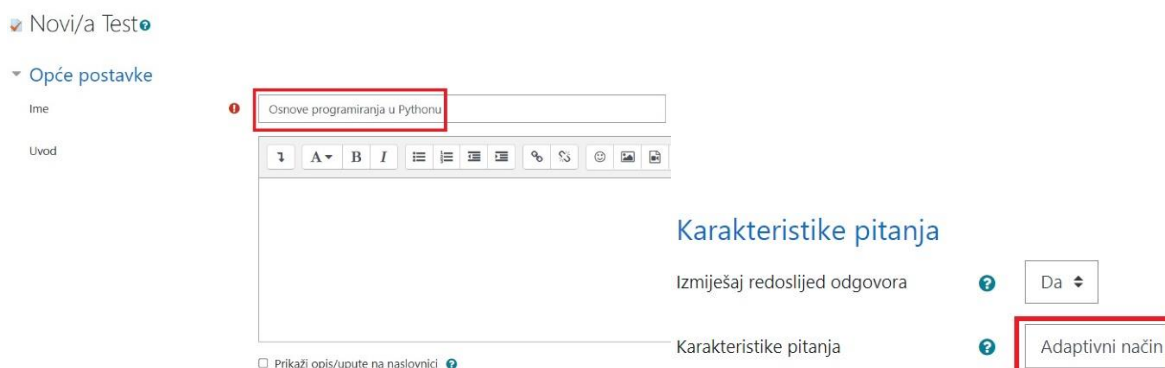 Novi/a Test
Opće postavke
Ime
Osnove programiranja u Pythonu
Uvod
A B I
Prikaži opis/upute na naslovnici
Karakteristike pitanja
Izmiješaj redoslijed odgovora
Da
Karakteristike pitanja
Adaptivni način